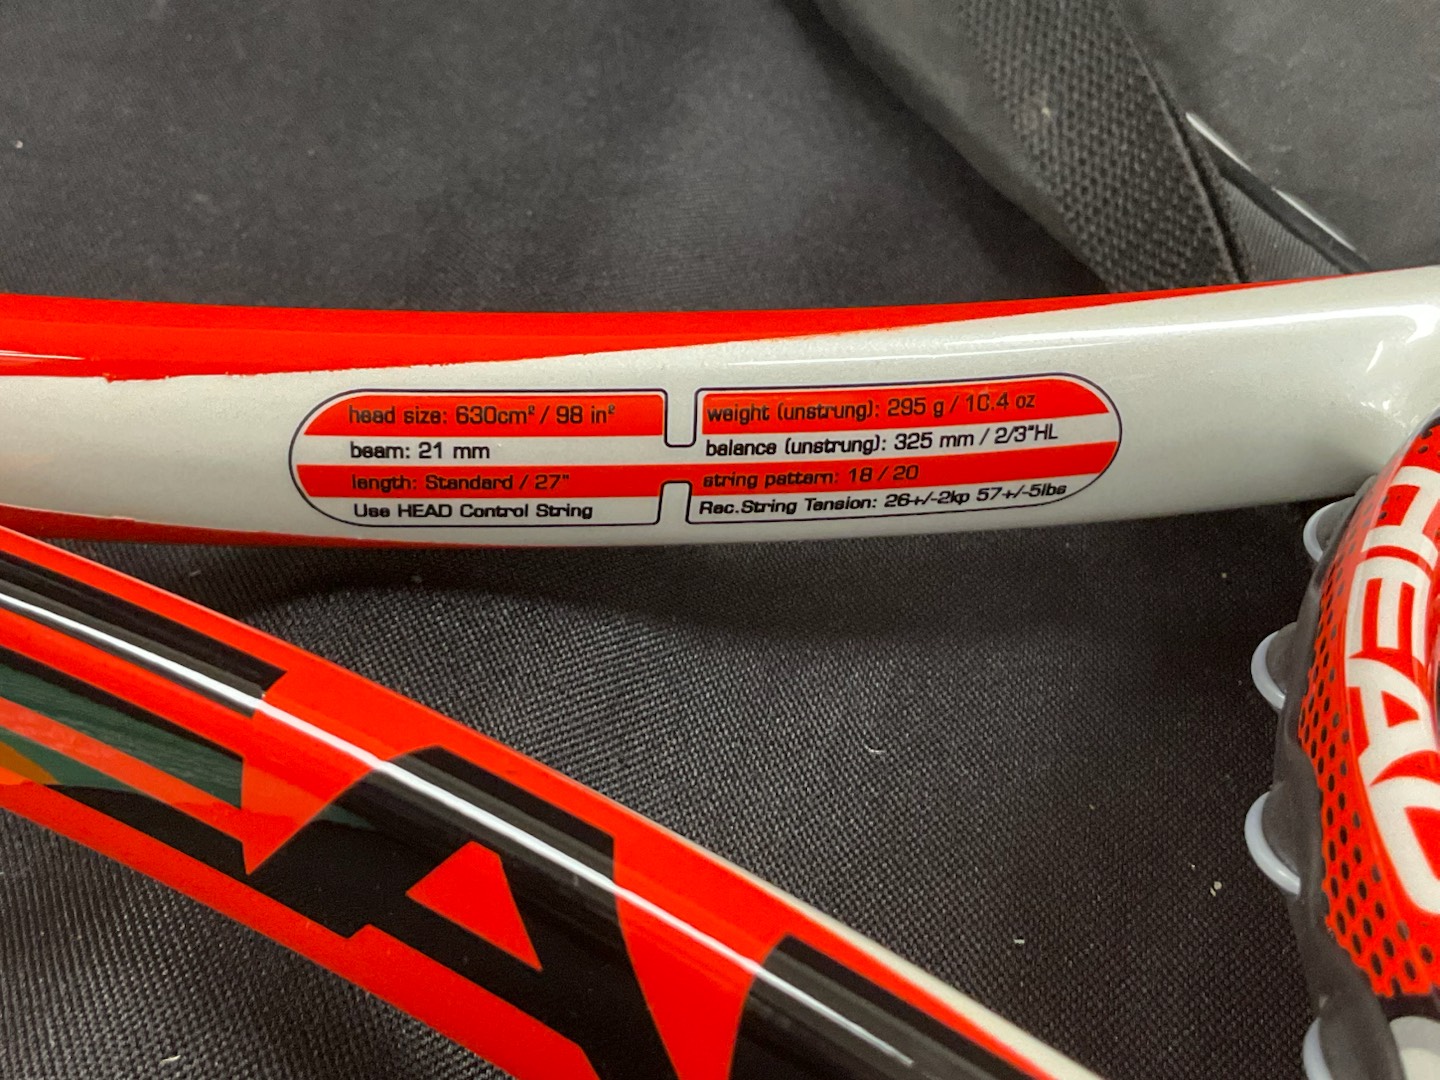 head size: 630cm² / 98 in²
beam: 21 mm
length: Standard / 27"
Use HEAD Control String
weight (unstrung): 295 g / 10.4 oz
balance (unstrung): 325 mm / 2/3"HL
string pattern: 18 / 20
Rec.String Tension: 26+/-2kp 57+/-5lbs
HEAD